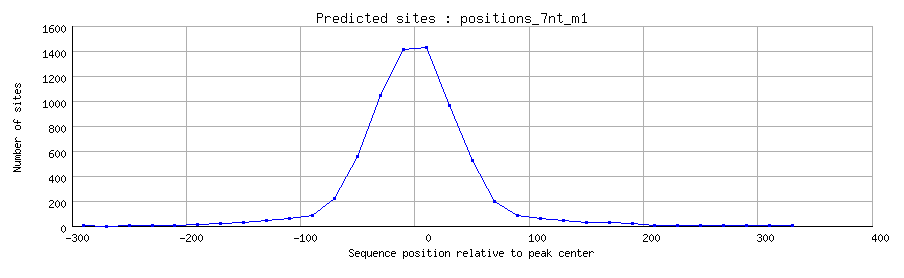 Predicted sites : positions_7nt_m1
1600
1400
1200
1000
800
600
400
200
0
Number of sites
-300 -200 -100 0 100 200 300 400
Sequence position relative to peak center